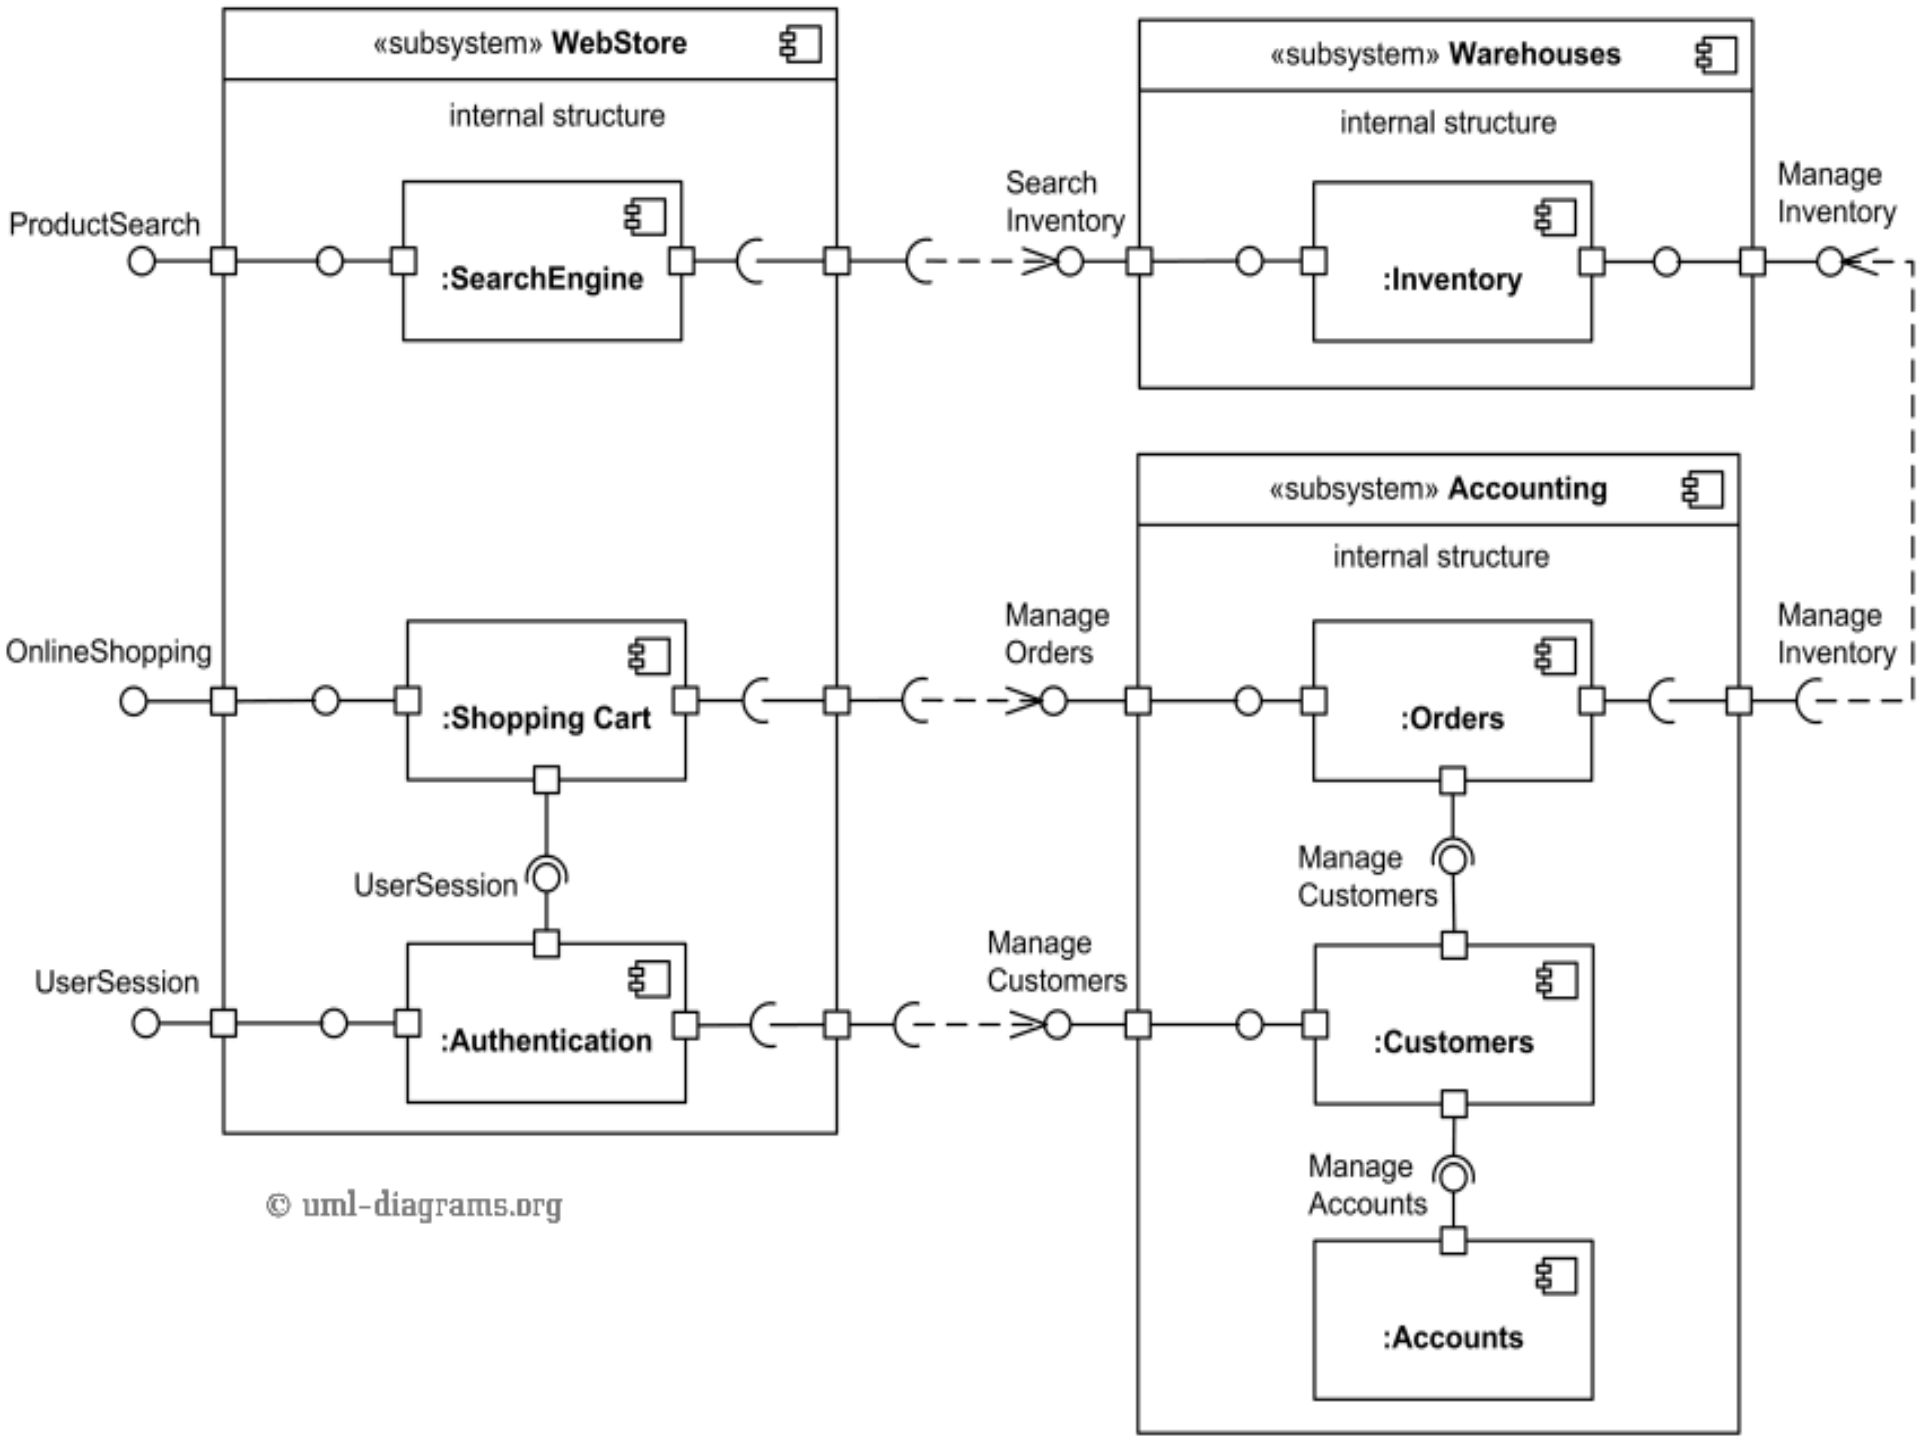 «subsystem» WebStore
internal structure
ProductSearch
:SearchEngine
OnlineShopping
:Shopping Cart
UserSession
UserSession
:Authentication
Search
Inventory
«subsystem» Warehouses
internal structure
:Inventory
Manage
Inventory
«subsystem» Accounting
internal structure
Manage
Orders
:Orders
Manage
Inventory
Manage
Customers
Manage
Customers
:Customers
Manage
Accounts
:Accounts
© uml-diagrams.org